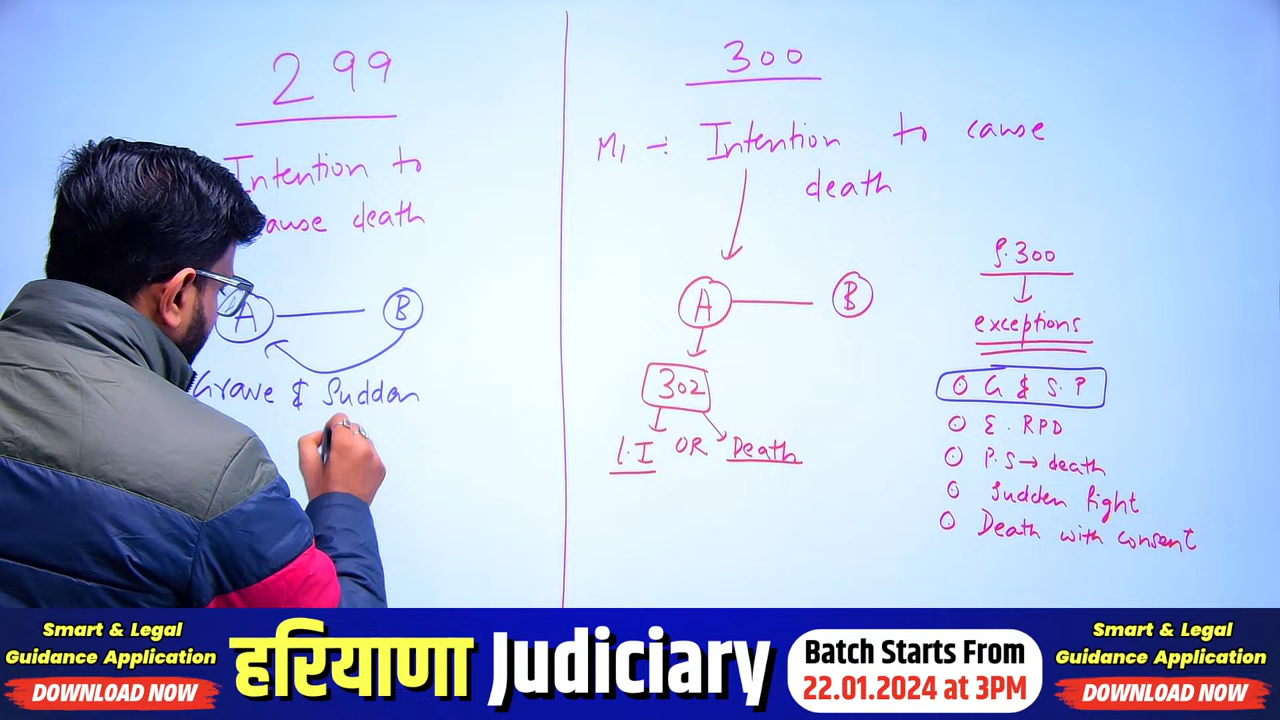 299
Intention to
cause death
A B
Grave & Sudden
300
M1 ÷ Intention to cause
death
A B
302
L.I OR Death
S.300
exceptions
G & S.P
E. RPD
P.S → death
Sudden fight
Death with consent
Smart & Legal
Guidance Application
DOWNLOAD NOW
हरियाणा Judiciary
Batch Starts From
22.01.2024 at 3PM
Smart & Legal
Guidance Application
DOWNLOAD NOW